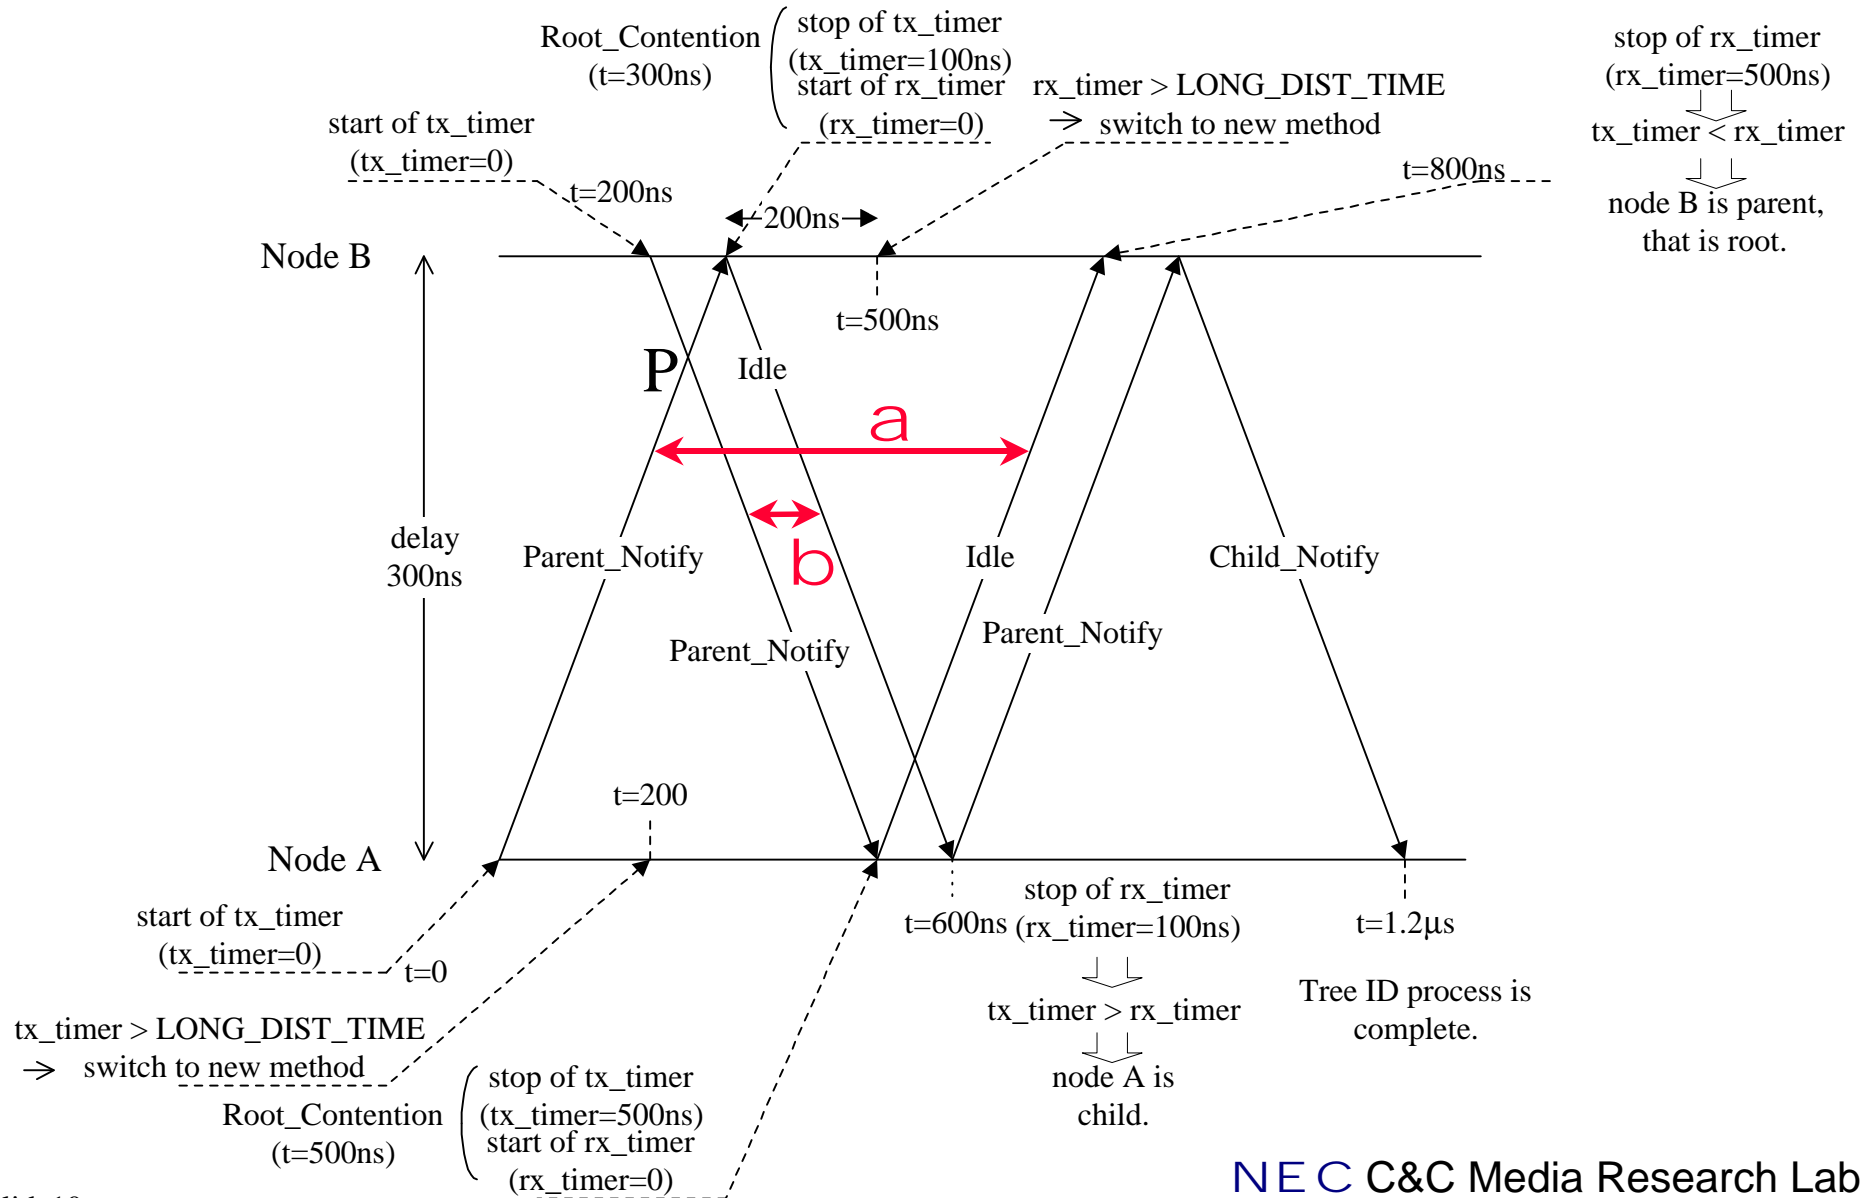 Root_Contention
(t=300ns)
stop of tx_timer
(tx_timer=100ns)
start of rx_timer
(rx_timer=0)
rx_timer > LONG_DIST_TIME
→ switch to new method
stop of rx_timer
(rx_timer=500ns)
tx_timer < rx_timer
node B is parent,
that is root.
start of tx_timer
(tx_timer=0)
t=200ns
200ns
t=800ns
Node B
t=500ns
P
Idle
a
b
delay
300ns
Parent_Notify
Idle
Child_Notify
Parent_Notify
Parent_Notify
t=200
Node A
start of tx_timer
(tx_timer=0)
t=0
t=600ns
stop of rx_timer
(rx_timer=100ns)
tx_timer > rx_timer
node A is
child.
t=1.2μs
Tree ID process is
complete.
tx_timer > LONG_DIST_TIME
→ switch to new method
Root_Contention
(t=500ns)
stop of tx_timer
(tx_timer=500ns)
start of rx_timer
(rx_timer=0)
NEC C&C Media Research Lab